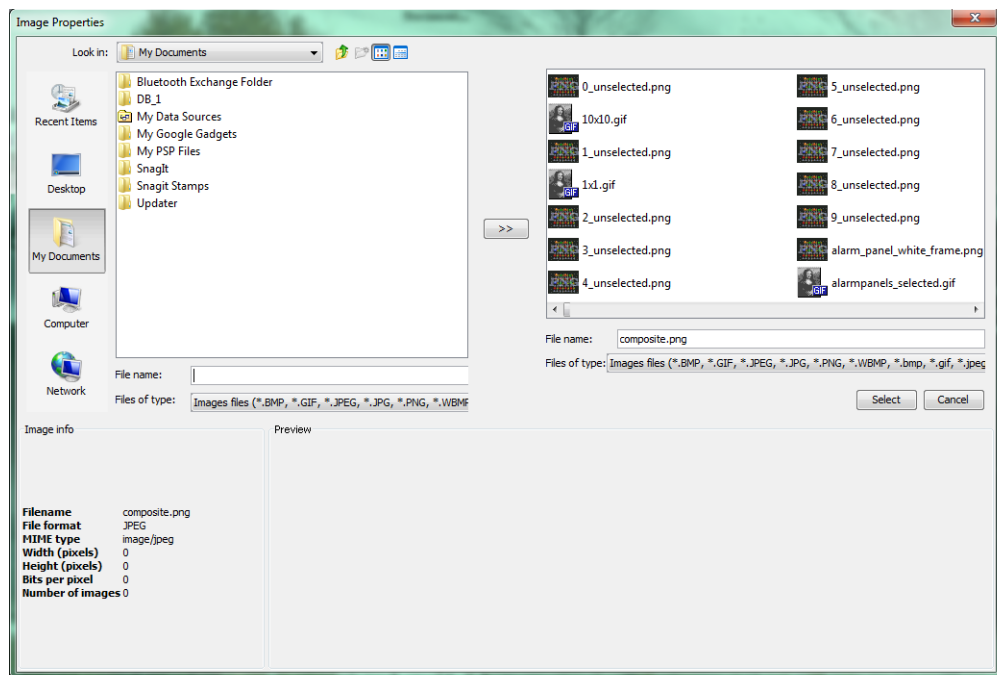 Image Properties
Look in:
My Documents
Recent Items
Desktop
My Documents
Computer
Network
Bluetooth Exchange Folder
DB_1
My Data Sources
My Google Gadgets
My PSP Files
SnagIt
Snagit Stamps
Updater
File name:
Files of type:
Images files (*.BMP, *.GIF, *.JPEG, *.JPG, *.PNG, *.WBMP
>>
0_unselected.png
10x10.gif
1_unselected.png
1x1.gif
2_unselected.png
3_unselected.png
4_unselected.png
5_unselected.png
6_unselected.png
7_unselected.png
8_unselected.png
9_unselected.png
alarm_panel_white_frame.png
alarmpanels_selected.gif
File name: composite.png
Files of type: Images files (*.BMP, *.GIF, *.JPEG, *.JPG, *.PNG, *.WBMP, *.bmp, *.gif, *.jpeg
Select
Cancel
Image info
Filename composite.png
File format JPEG
MIME type image/jpeg
Width (pixels) 0
Height (pixels) 0
Bits per pixel 0
Number of images 0
Preview